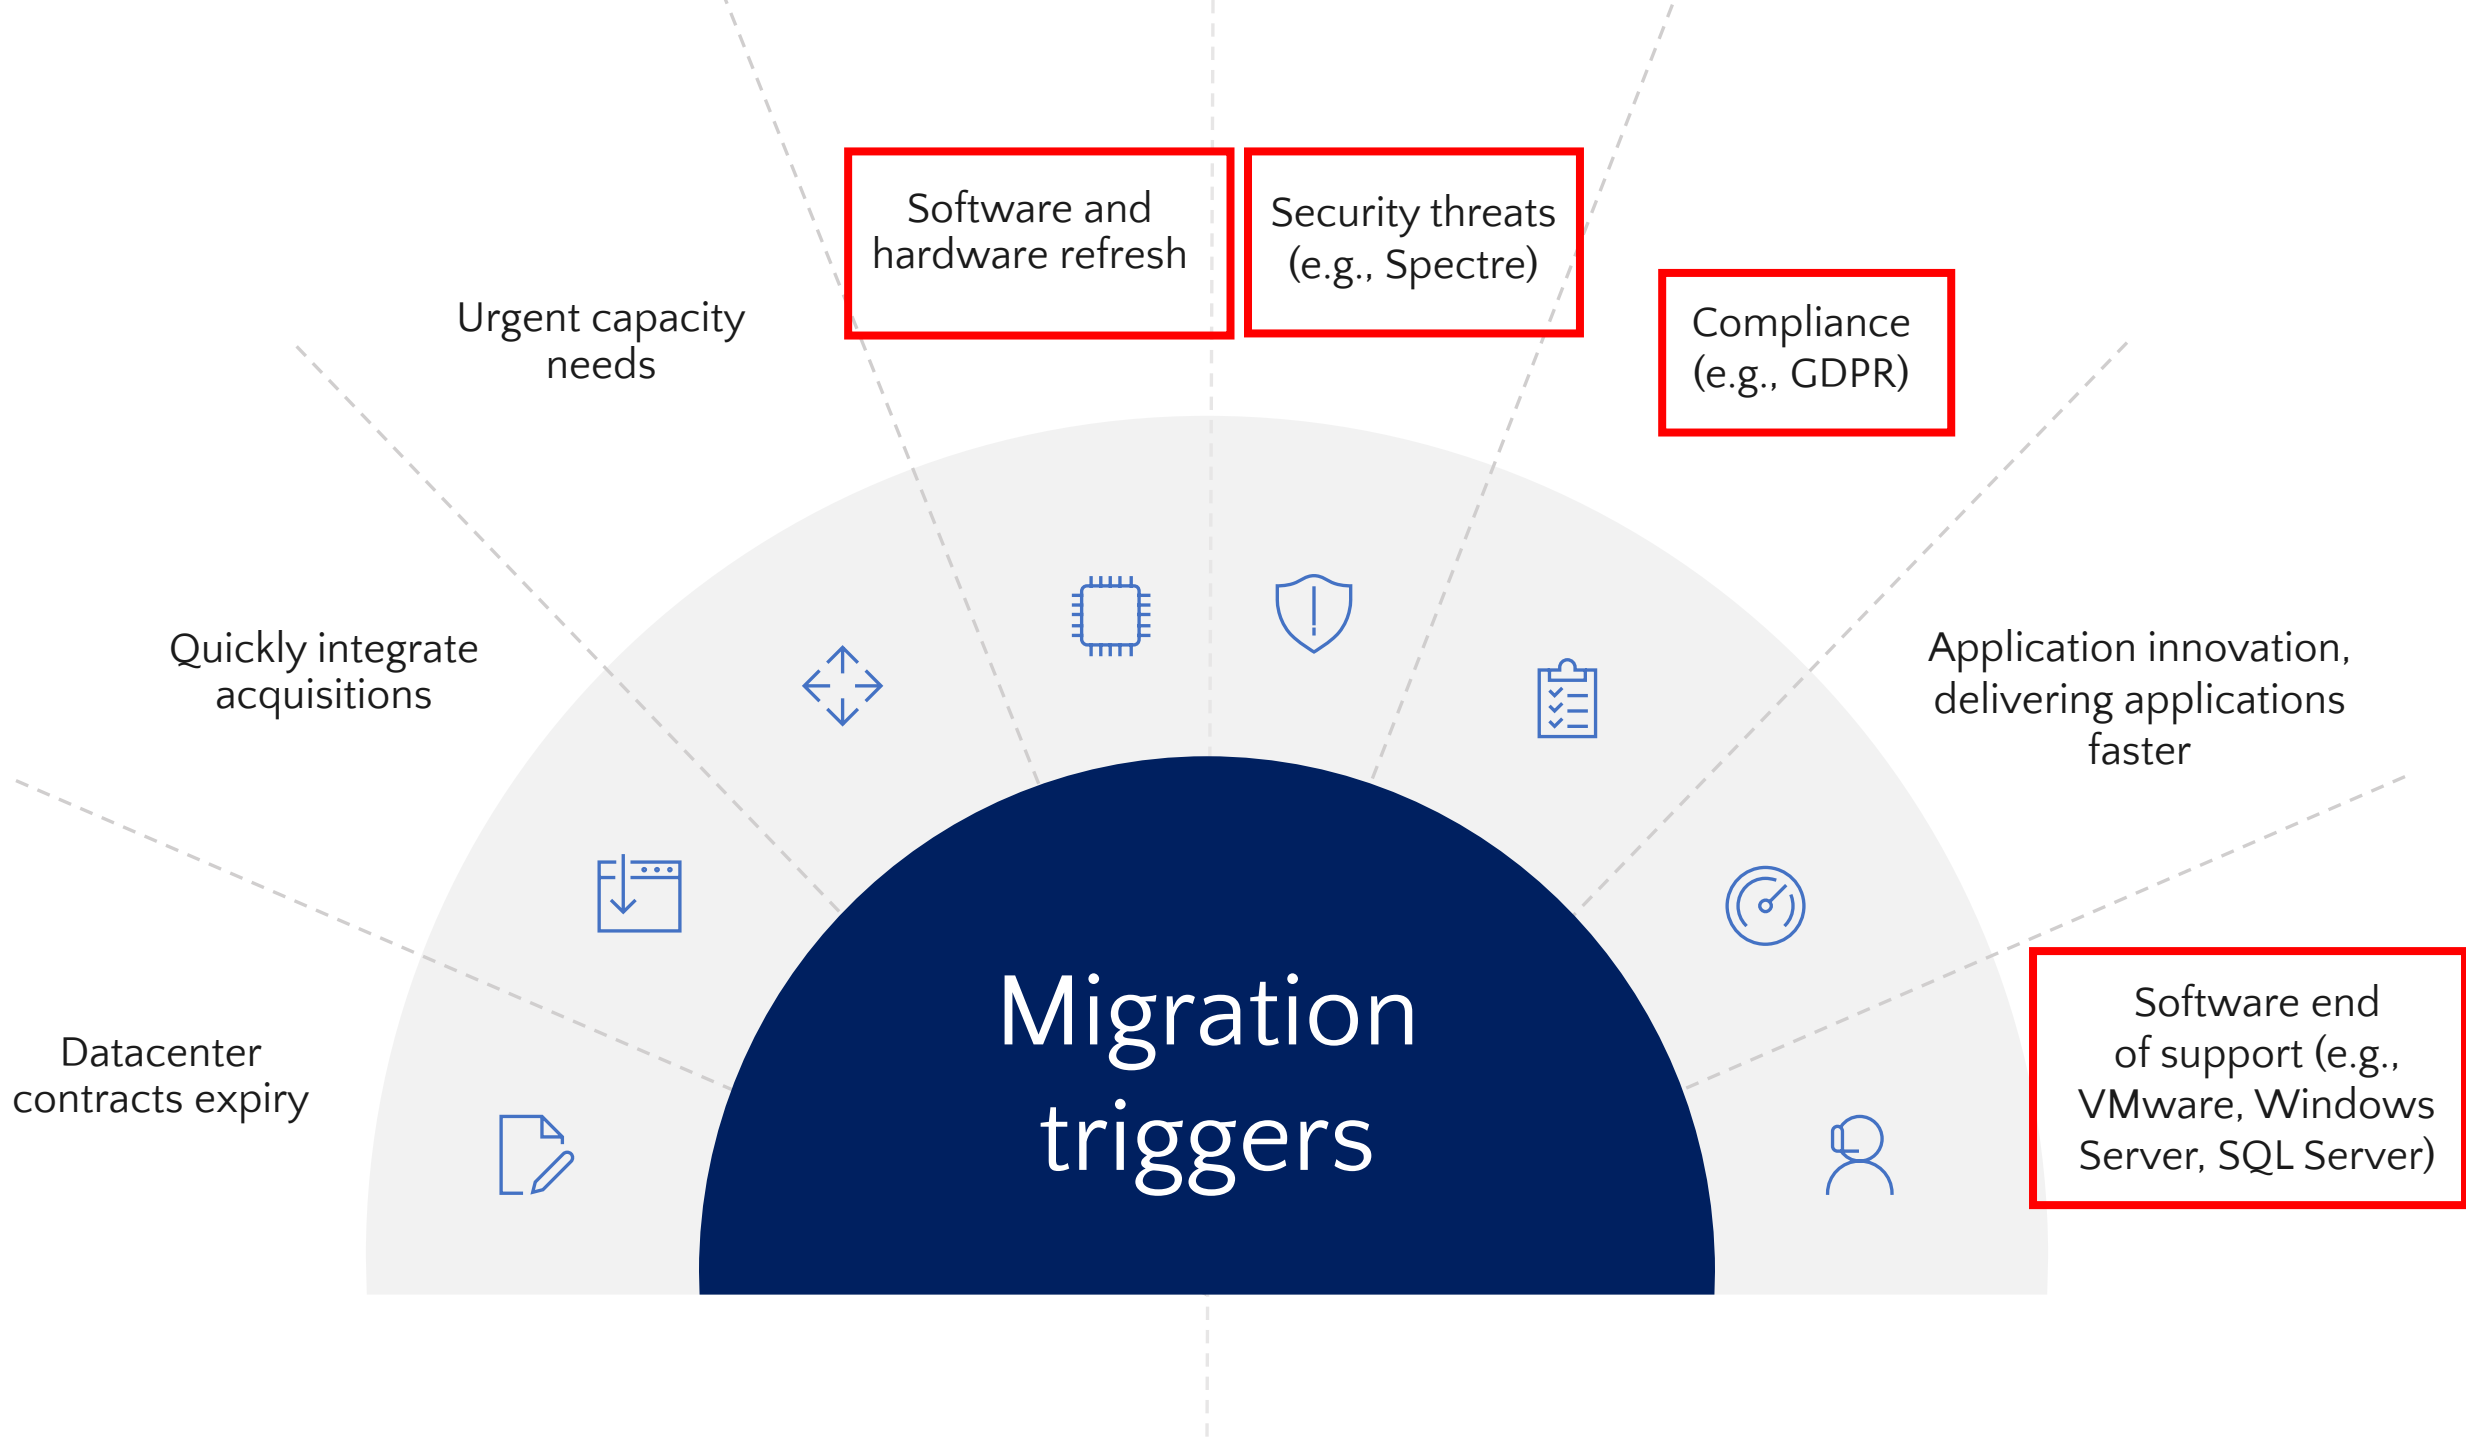 Software and
hardware refresh
Security threats
(e.g., Spectre)
Urgent capacity
needs
Compliance
(e.g., GDPR)
Quickly integrate
acquisitions
Application innovation,
delivering applications
faster
Datacenter
contracts expiry
Migration
triggers
Software end
of support (e.g.,
VMware, Windows
Server, SQL Server)